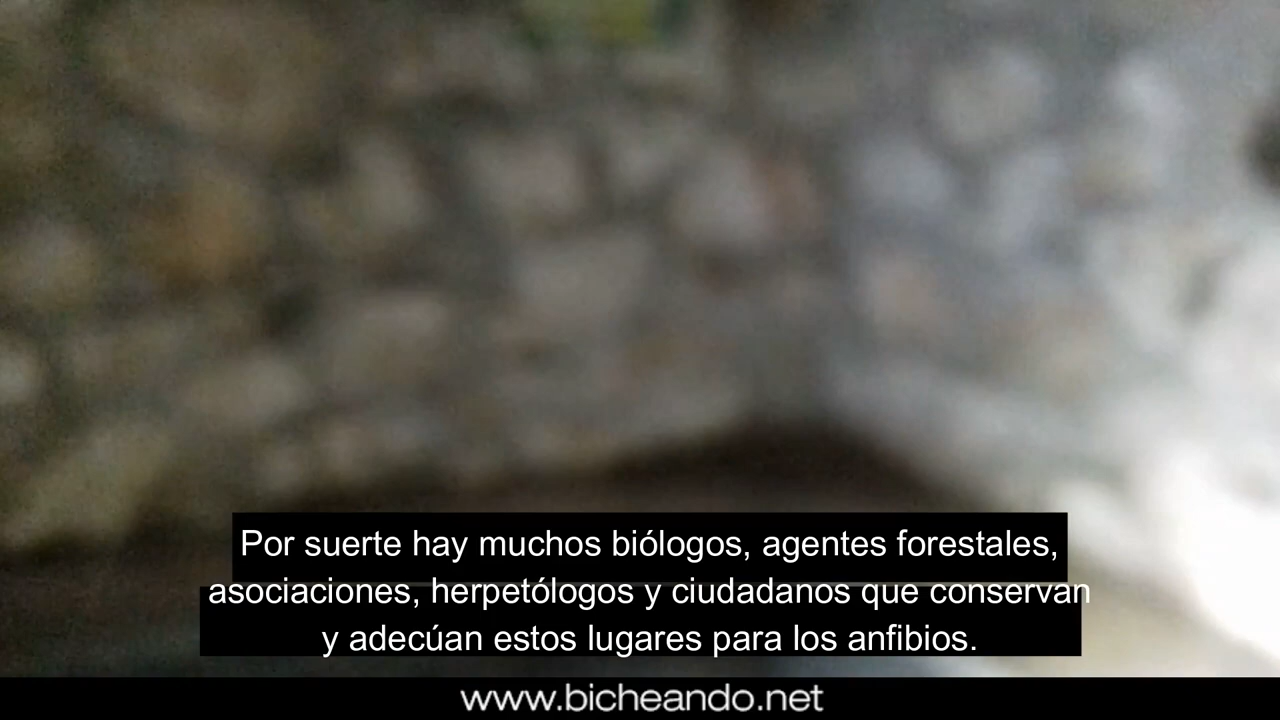 Por suerte hay muchos biólogos, agentes forestales,
asociaciones, herpetólogos y ciudadanos que conservan
y adecúan estos lugares para los anfibios.
www.bicheando.net